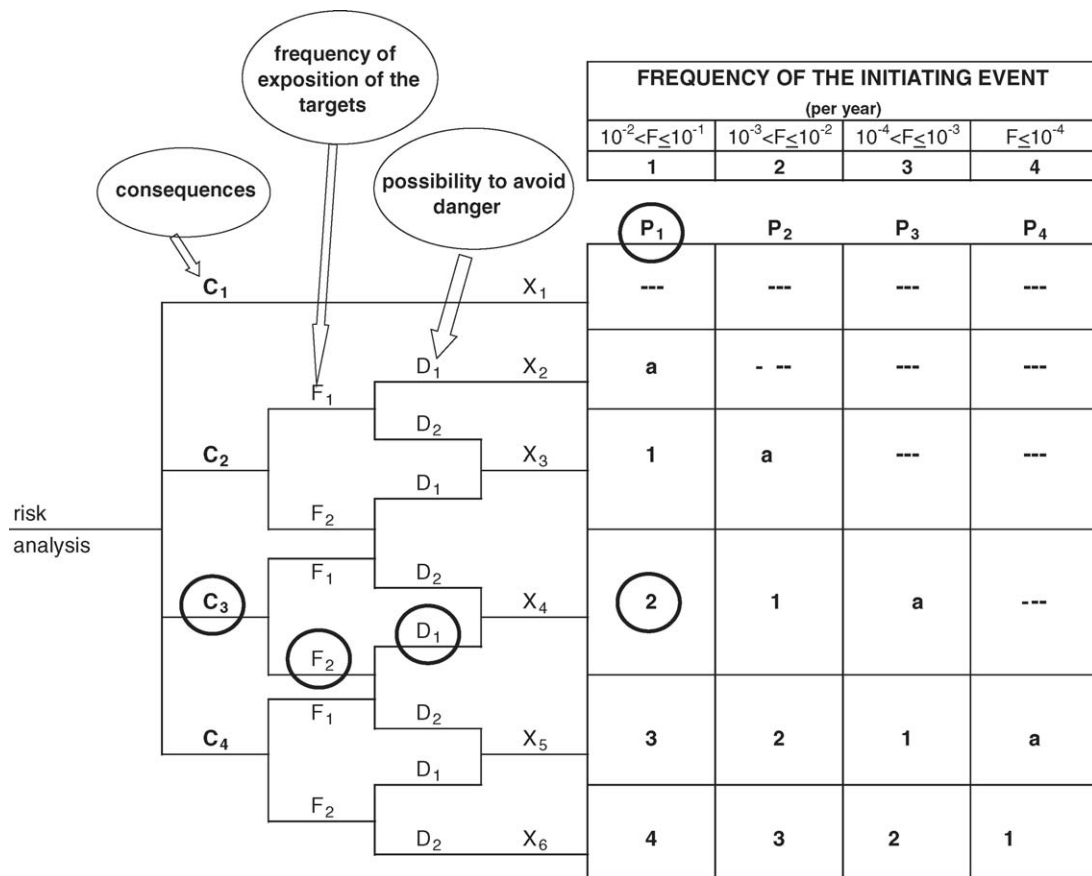 frequency of
exposition of the
targets
consequences
possibility to avoid
danger
FREQUENCY OF THE INITIATING EVENT
(per year)
10⁻²<F≤10⁻¹ 10⁻³<F≤10⁻² 10⁻⁴<F≤10⁻³ F≤10⁻⁴
1 2 3 4
P₁ P₂ P₃ P₄
C₁ X₁ --- --- --- ---
D₁ X₂ a - -- --- ---
F₁
D₂
C₂ X₃ 1 a --- ---
D₁
F₂
risk
analysis
F₁ D₂
C₃ X₄ 2 1 a ---
D₁
F₂
F₁ D₂
C₄ X₅ 3 2 1 a
D₁
F₂
D₂ X₆ 4 3 2 1